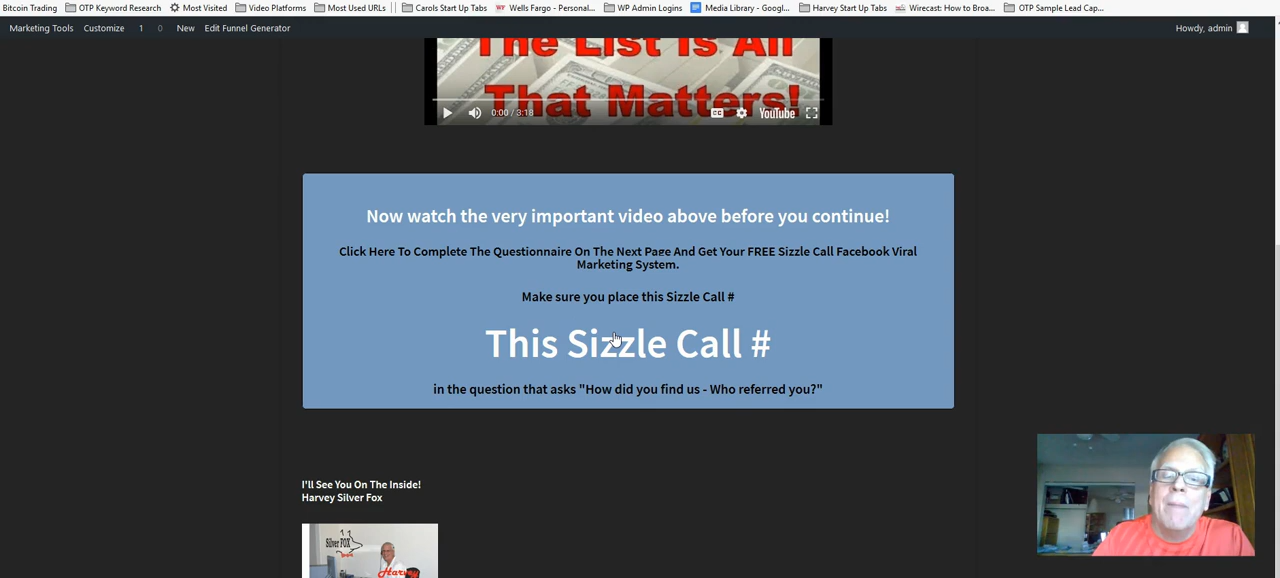 Bitcoin Trading OTP Keyword Research Most Visited Video Platforms Most Used URLs Carols Start Up Tabs Wells Fargo - Personal... WP Admin Logins Media Library - Googl... Harvey Start Up Tabs Wirecast: How to Broa... OTP Sample Lead Cap...
Marketing Tools Customize 1 0 New Edit Funnel Generator Howdy, admin
The List Is All
That Matters!
0:00 / 3:18 CC YouTube
Now watch the very important video above before you continue!
Click Here To Complete The Questionnaire On The Next Page And Get Your FREE Sizzle Call Facebook Viral
Marketing System.
Make sure you place this Sizzle Call #
This Sizzle Call #
in the question that asks "How did you find us - Who referred you?"
I'll See You On The Inside!
Harvey Silver Fox
Silver FOX
Harvey